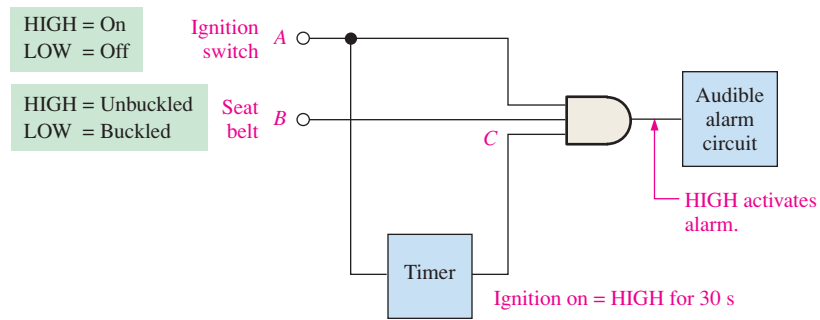 HIGH = On
LOW = Off
Ignition
switch
A
HIGH = Unbuckled
LOW = Buckled
Seat
belt
B
C
Audible
alarm
circuit
HIGH activates
alarm.
Timer
Ignition on = HIGH for 30 s